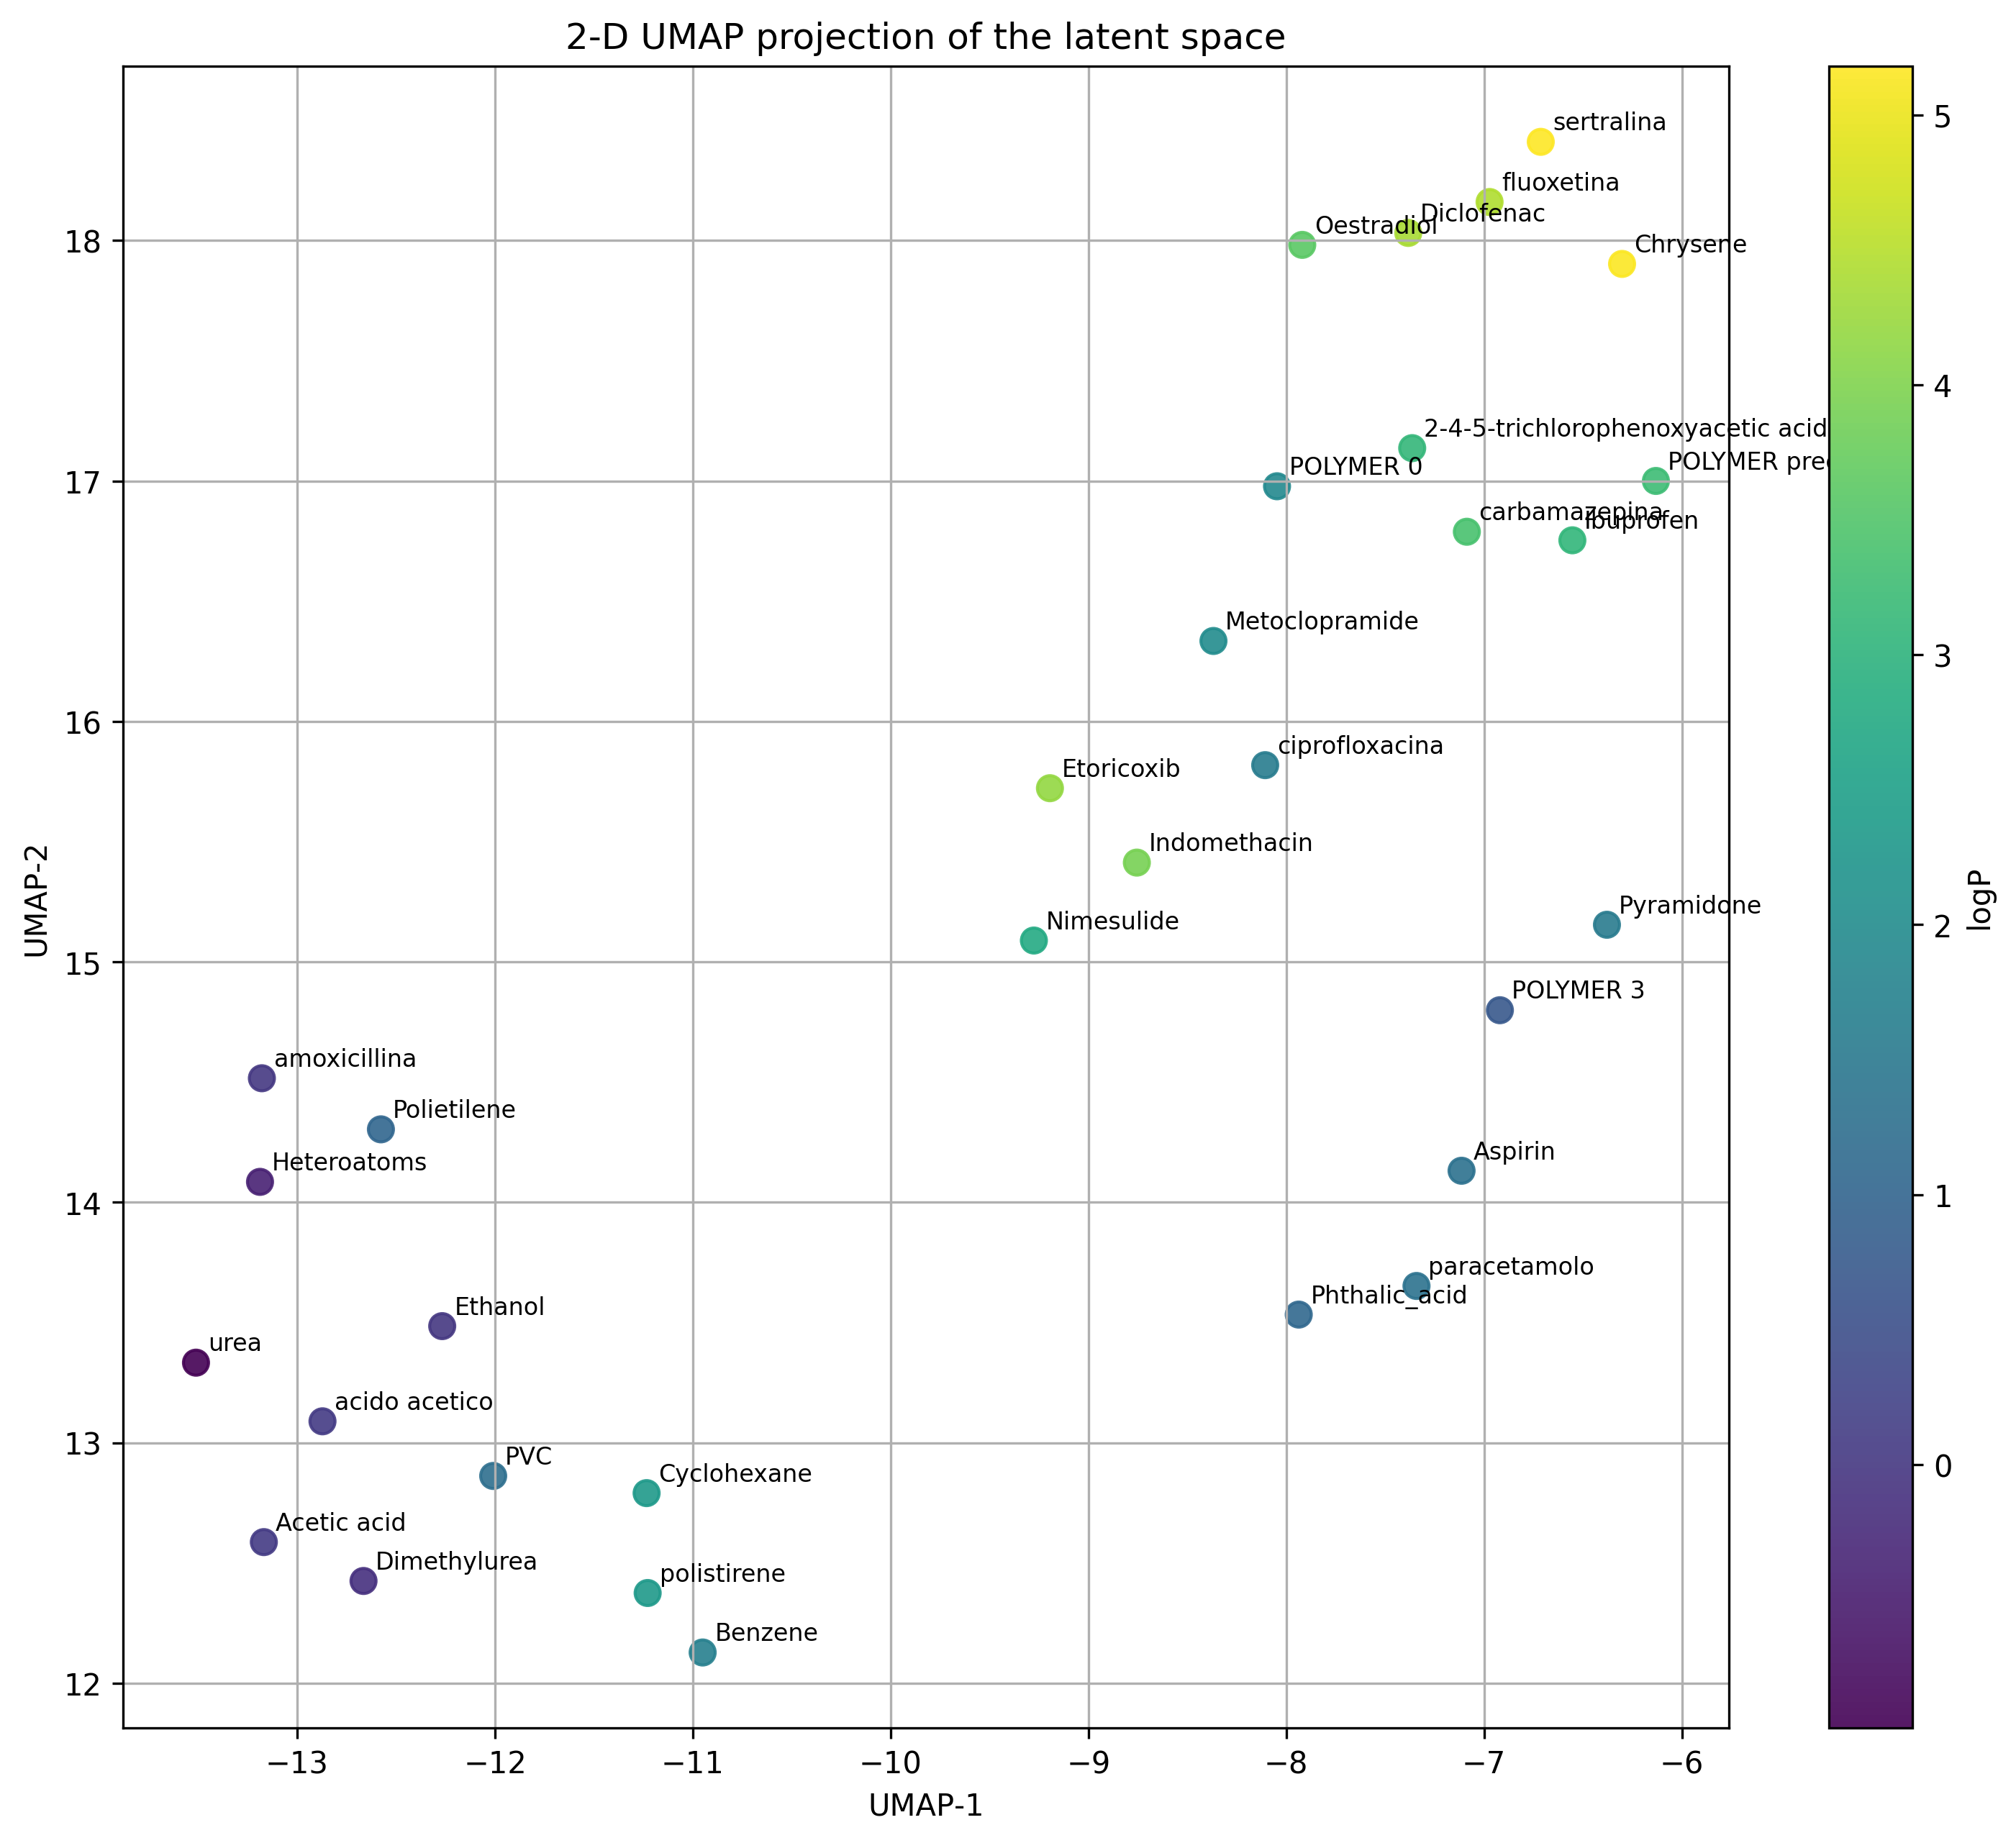 2-D UMAP projection of the latent space
sertralina
fluoxetina
Diclofenac
Oestradiol
Chrysene
2-4-5-trichlorophenoxyacetic acid
POLYMER pre
POLYMER 0
carbamazepina
Ibuprofen
Metoclopramide
ciprofloxacina
Etoricoxib
Indomethacin
Pyramidone
Nimesulide
POLYMER 3
amoxicillina
Polietilene
Heteroatoms
Aspirin
paracetamolo
Phthalic_acid
Ethanol
urea
acido acetico
PVC
Cyclohexane
Acetic acid
Dimethylurea
polistirene
Benzene
18
17
16
15
14
13
12
UMAP-2
−13 −12 −11 −10 −9 −8 −7 −6
UMAP-1
5
4
3
2
1
0
logP